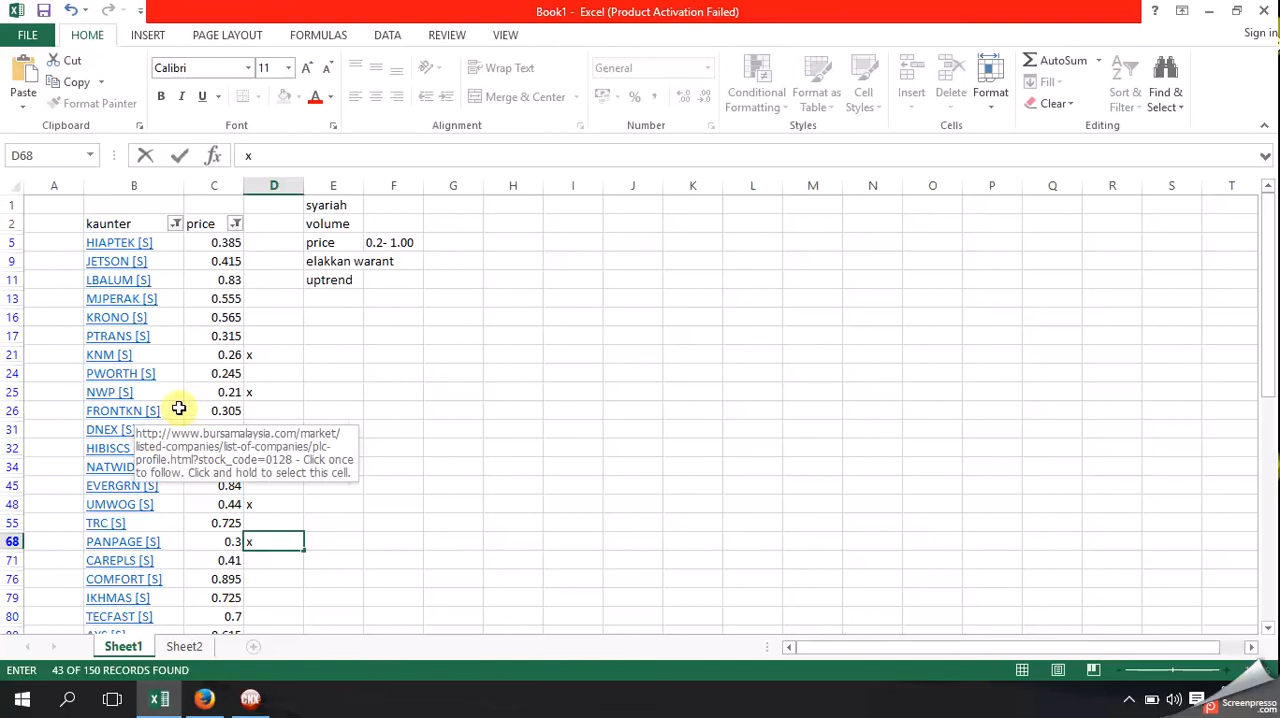 Book1 - Excel (Product Activation Failed)
FILE HOME INSERT PAGE LAYOUT FORMULAS DATA REVIEW VIEW Sign in
Paste
Cut
Copy
Format Painter
Clipboard
Calibri 11
B I U
Font
Wrap Text
Merge & Center
Alignment
General
Number
Conditional Formatting
Format as Table
Cell Styles
Styles
Insert Delete Format
Cells
AutoSum
Fill
Clear
Sort & Filter
Find & Select
Editing
D68 x
A B C D E F G H I J K L M N O P Q R S T
1 syariah
2 kaunter price volume
5 HIAPTEK [S] 0.385 price 0.2- 1.00
9 JETSON [S] 0.415 elakkan warant
11 LBALUM [S] 0.83 uptrend
13 MJPERAK [S] 0.555
16 KRONO [S] 0.565
17 PTRANS [S] 0.315
21 KNM [S] 0.26 x
24 PWORTH [S] 0.245
25 NWP [S] 0.21 x
26 FRONTKN [S] 0.305
31 DNEX [S]
32 HIBISCS
34 NATWID
http://www.bursamalaysia.com/market/
listed-companies/list-of-companies/plc-
profile.html?stock_code=0128 - Click once
to follow. Click and hold to select this cell.
45 EVERGRN [S] 0.84
48 UMWOG [S] 0.44 x
55 TRC [S] 0.725
68 PANPAGE [S] 0.3 x
71 CAREPLS [S] 0.41
76 COMFORT [S] 0.895
79 IKHMAS [S] 0.725
80 TECFAST [S] 0.7
Sheet1 Sheet2
ENTER 43 OF 150 RECORDS FOUND
Screenpresso
.com